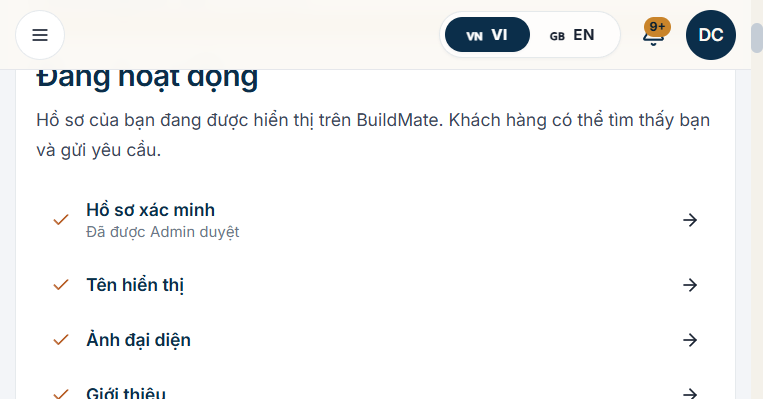 VN VI
GB EN
9+
DC
Đang hoạt động
Hồ sơ của bạn đang được hiển thị trên BuildMate. Khách hàng có thể tìm thấy bạn
và gửi yêu cầu.
Hồ sơ xác minh
Đã được Admin duyệt
Tên hiển thị
Ảnh đại diện
Giới thiệu